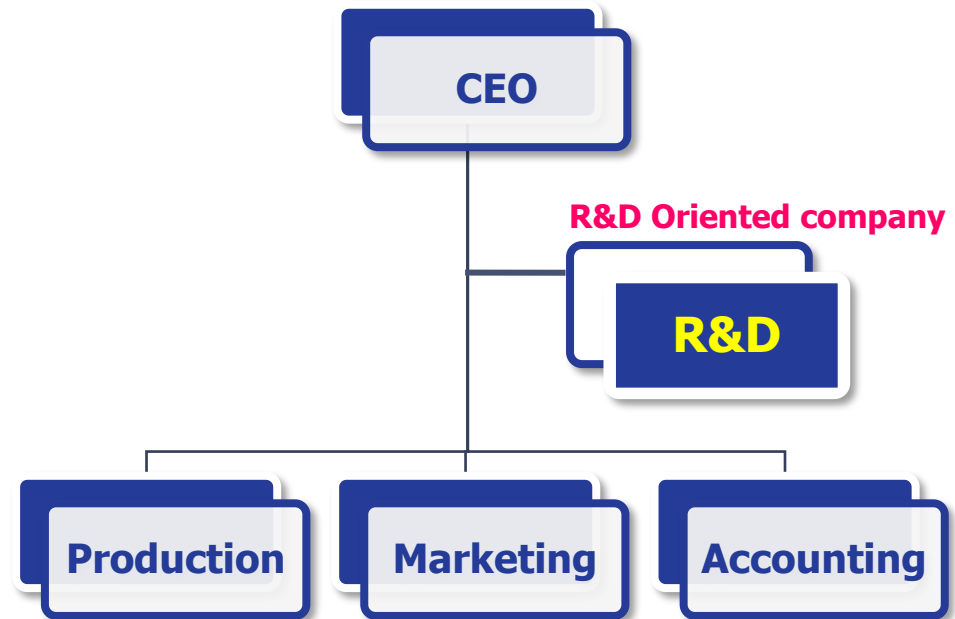 CEO
R&D Oriented company
R&D
Production
Marketing
Accounting